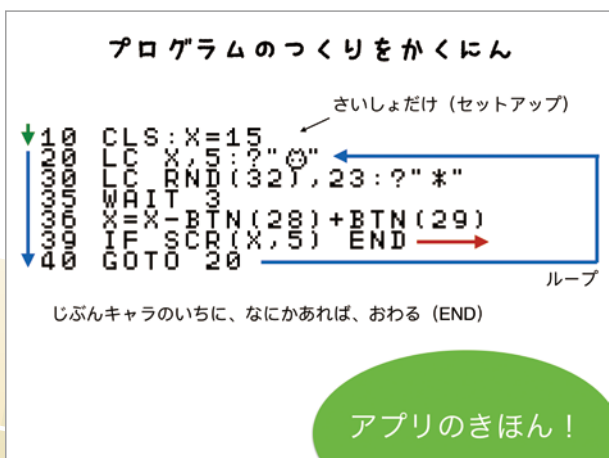 プログラムのつくりをかくにん
さいしょだけ（セットアップ）
10 CLS:X=15
20 LC X,5:?"☺"
30 LC RND(32),23:?"*"
35 WAIT 3
36 X=X-BTN(28)+BTN(29)
39 IF SCR(X,5) END
40 GOTO 20
ループ
じぶんキャラのいちに、なにかあれば、おわる（END）
アプリのきほん！